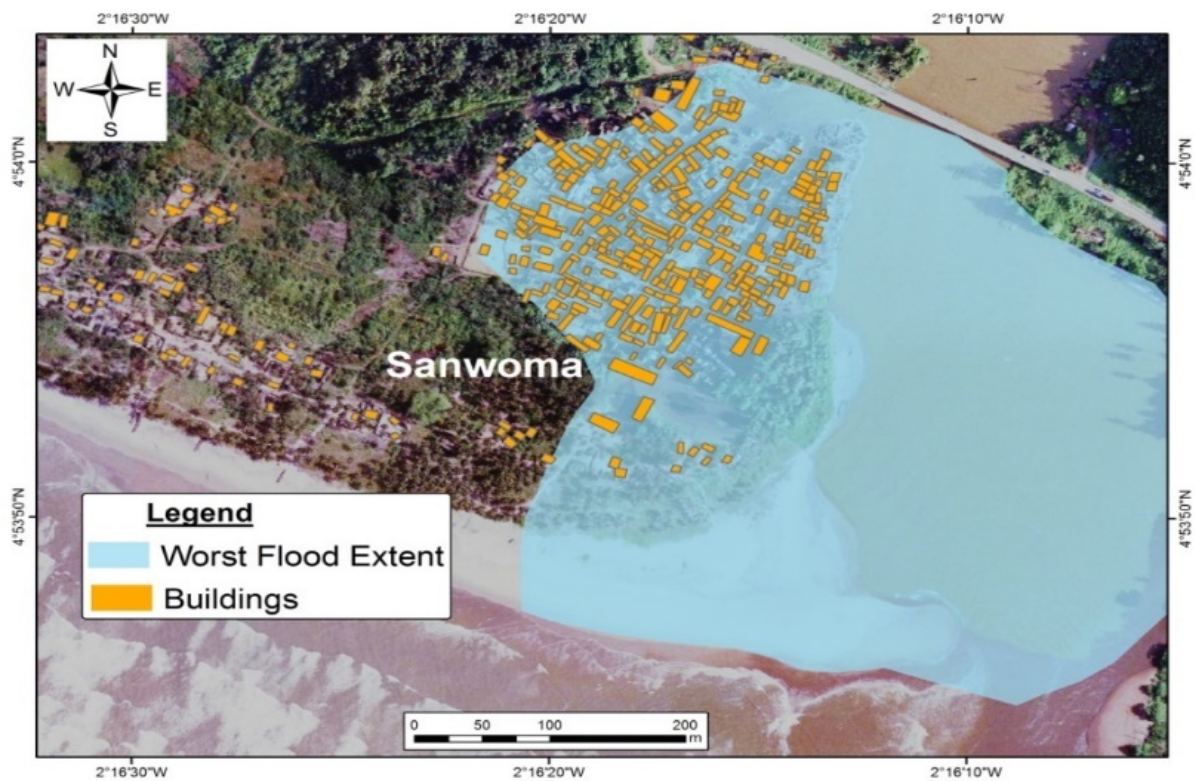 2°16'30"W 2°16'20"W 2°16'10"W
N
W E
S
4°54'0"N 4°54'0"N
Sanwoma
4°53'50"N 4°53'50"N
Legend
Worst Flood Extent
Buildings
0 50 100 200
m
2°16'30"W 2°16'20"W 2°16'10"W